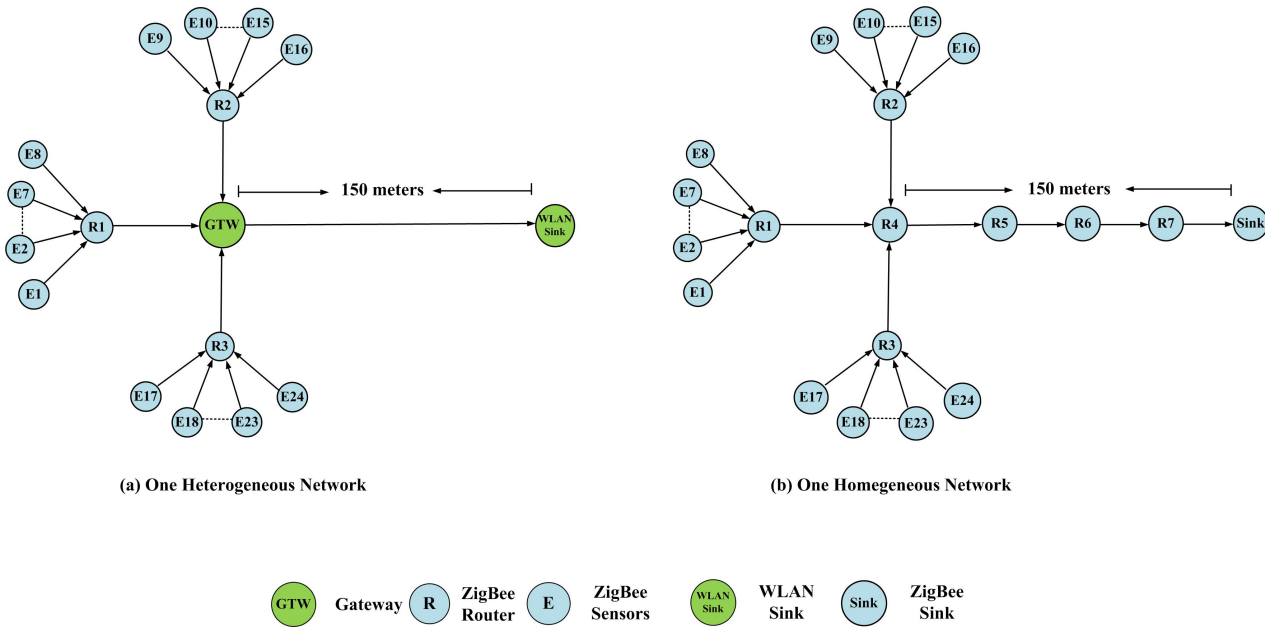 E10
E15
E9
E16
R2
E8
E7
150 meters
R1
GTW
WLAN
Sink
E2
E1
R3
E17
E24
E18
E23
(a) One Heterogeneous Network
E10
E15
E9
E16
R2
E8
E7
150 meters
R1
R4
R5
R6
R7
Sink
E2
E1
R3
E17
E24
E18
E23
(b) One Homegeneous Network
GTW
Gateway
R
ZigBee
Router
E
ZigBee
Sensors
WLAN
Sink
WLAN
Sink
Sink
ZigBee
Sink